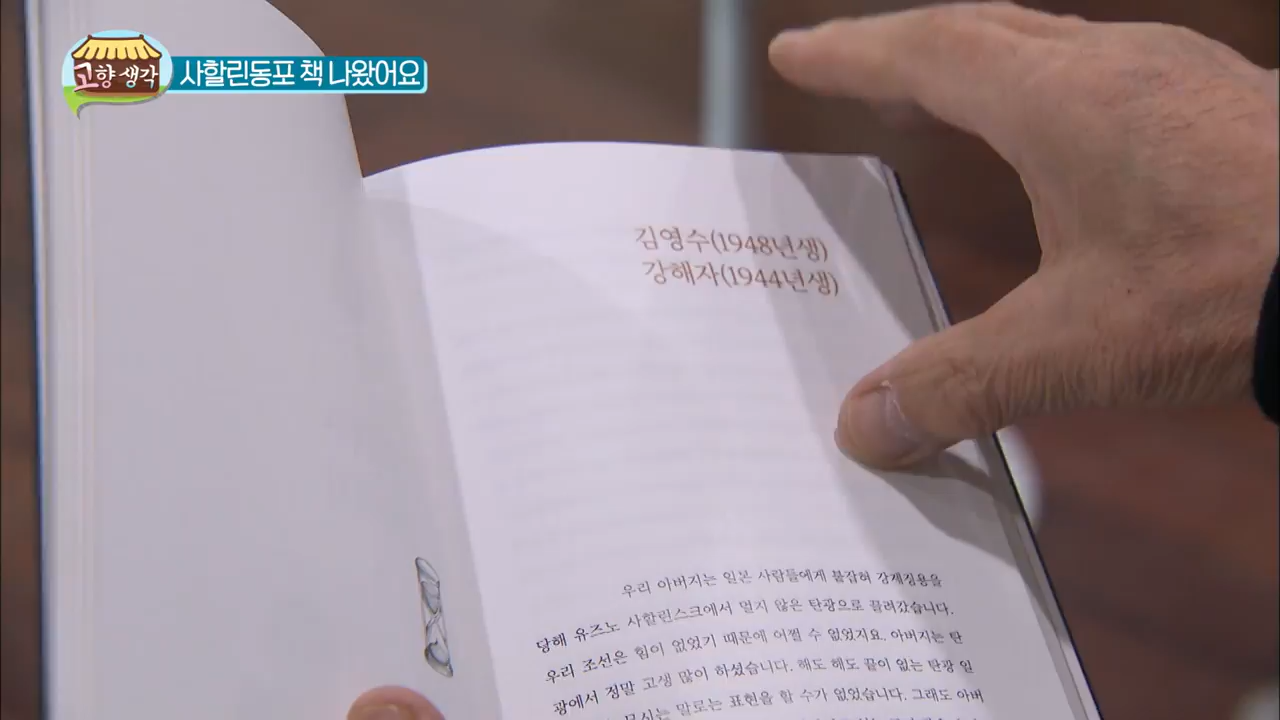 고향 생각
사할린동포 책 나왔어요
김영수(1948년생)
강해자(1944년생)
우리 아버지는 일본 사람들에게 붙잡혀 강제징용을
당해 유즈노 사할린스크에서 멀지 않은 탄광으로 끌려갔습니다.
우리 조선은 힘이 없었기 때문에 어쩔 수 없었지요. 아버지는 탄
광에서 정말 고생 많이 하셨습니다. 해도 해도 끝이 없는 탄광 일
말로는 표현을 할 수가 없었습니다. 그래도 아버